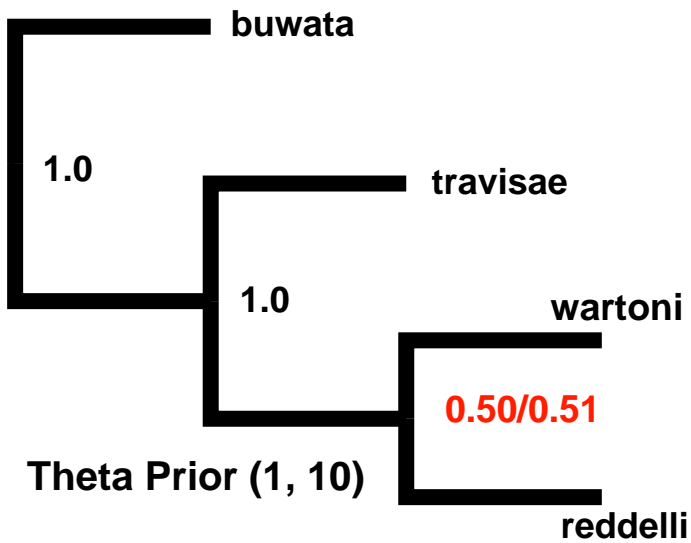 buwata
1.0
travisae
1.0
wartoni
0.50/0.51
Theta Prior (1, 10)
reddelli